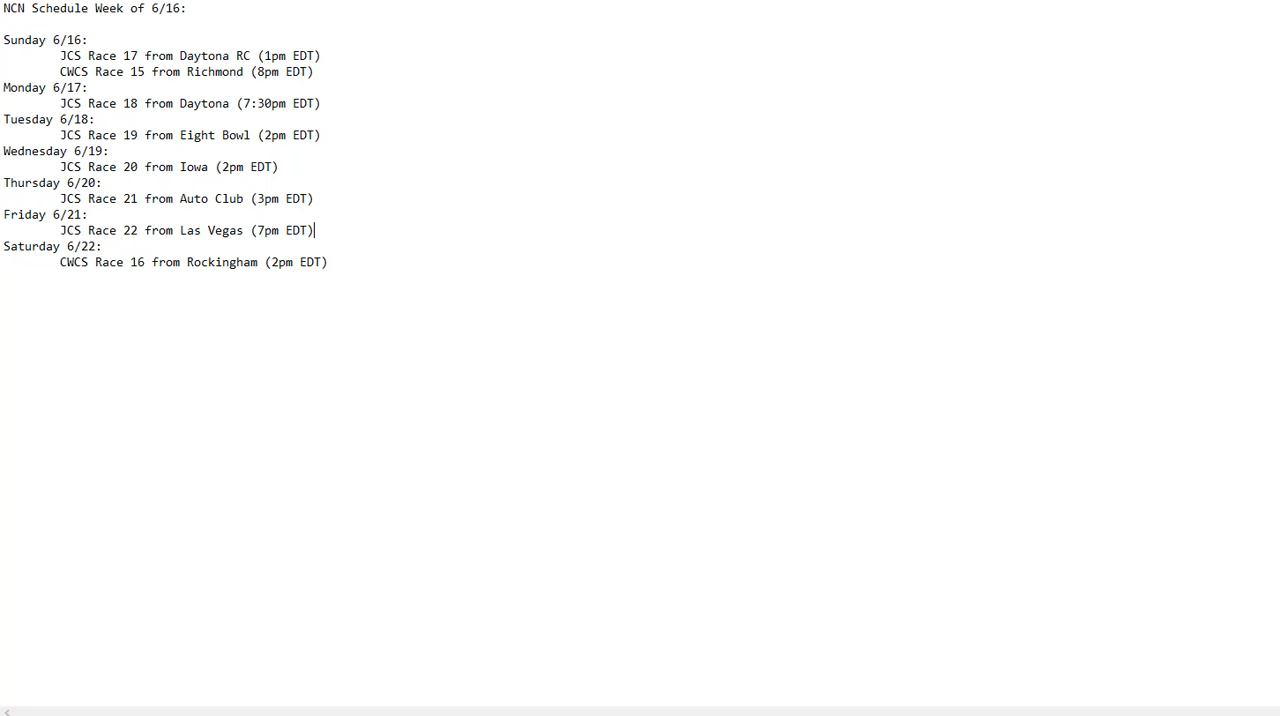 NCN Schedule Week of 6/16:
Sunday 6/16:
JCS Race 17 from Daytona RC (1pm EDT)
CWCS Race 15 from Richmond (8pm EDT)
Monday 6/17:
JCS Race 18 from Daytona (7:30pm EDT)
Tuesday 6/18:
JCS Race 19 from Eight Bowl (2pm EDT)
Wednesday 6/19:
JCS Race 20 from Iowa (2pm EDT)
Thursday 6/20:
JCS Race 21 from Auto Club (3pm EDT)
Friday 6/21:
JCS Race 22 from Las Vegas (7pm EDT)
Saturday 6/22:
CWCS Race 16 from Rockingham (2pm EDT)